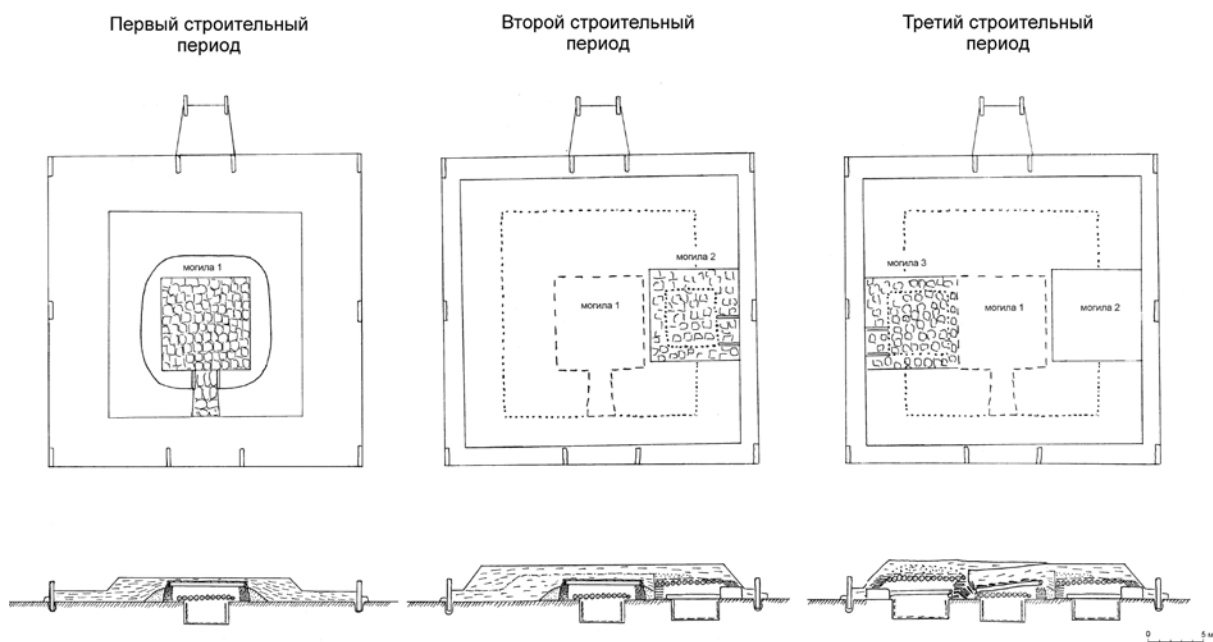 Первый строительный
период
Второй строительный
период
Третий строительный
период
могила 1
могила 1
могила 2
могила 3
могила 1
могила 2
0 5 м